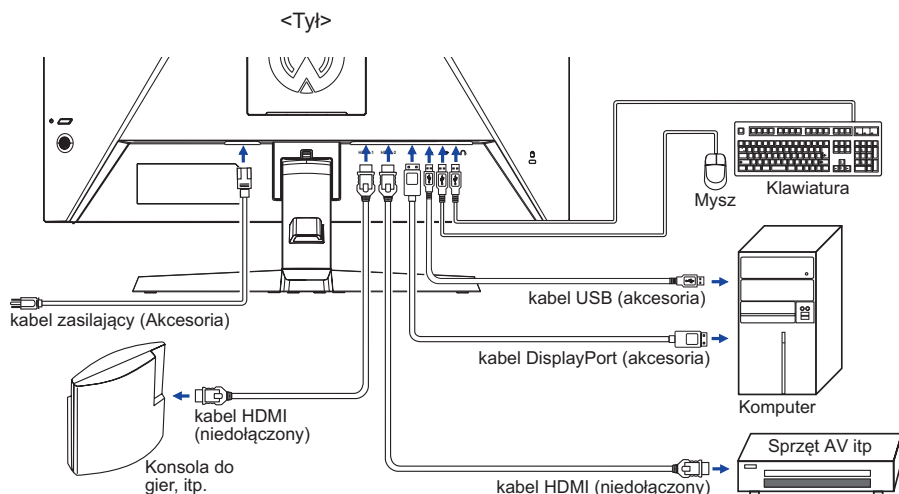 <Tył>
Mysz
Klawiatura
kabel USB (akcesoria)
kabel zasilający (Akcesoria)
kabel DisplayPort (akcesoria)
Komputer
kabel HDMI
(niedołączony)
Konsola do
gier, itp.
Sprzęt AV itp
kabel HDMI (niedołączony)